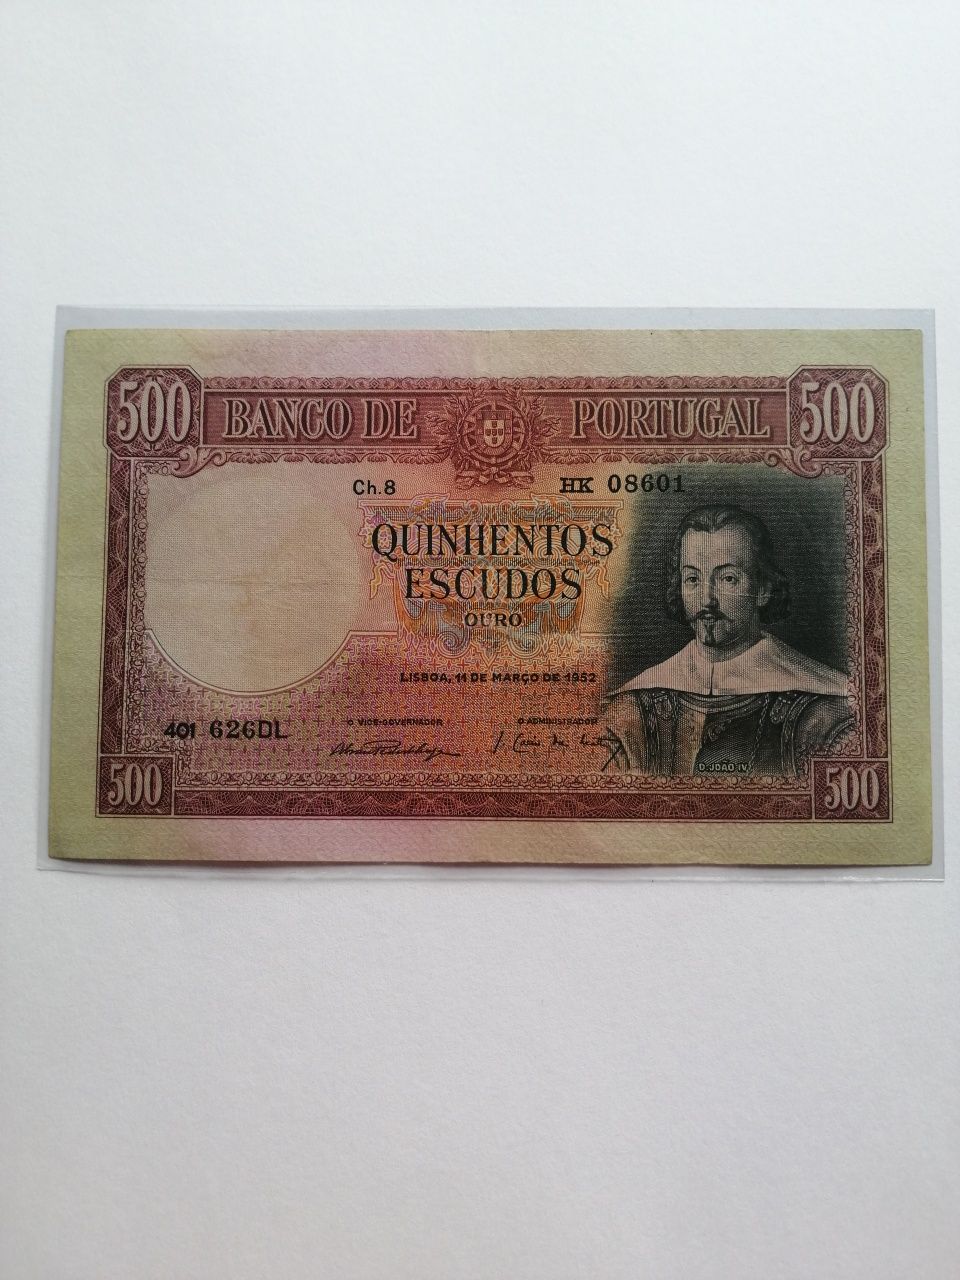 500 BANCO DE PORTUGAL 500
Ch.8 HK 08601
QUINHENTOS
ESCUDOS
OURO
LISBOA, 11 DE MARÇO DE 1952
O VICE-GOVERNADOR O ADMINISTRADOR
401 626DL
D. JOÃO IV
500 500